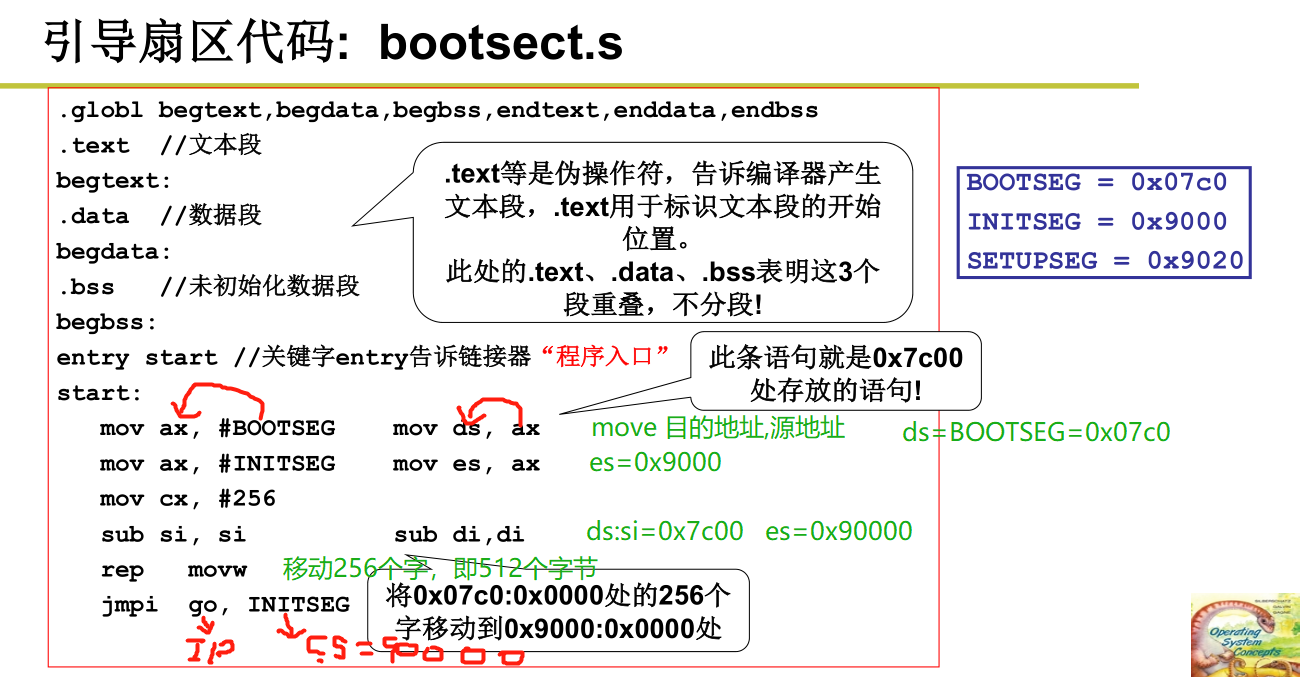 引导扇区代码: bootsect.s
.globl begtext,begdata,begbss,endtext,enddata,endbss
.text //文本段
begtext:
.data //数据段
begdata:
.bss //未初始化数据段
begbss:
entry start //关键字entry告诉链接器“程序入口”
start:
mov ax, #BOOTSEG mov ds, ax
mov ax, #INITSEG mov es, ax
mov cx, #256
sub si, si sub di,di
rep movw
jmpi go, INITSEG
.text等是伪操作符，告诉编译器产生
文本段，.text用于标识文本段的开始
位置。
此处的.text、.data、.bss表明这3个
段重叠，不分段!
BOOTSEG = 0x07c0
INITSEG = 0x9000
SETUPSEG = 0x9020
此条语句就是0x7c00
处存放的语句!
move 目的地址,源地址
ds=BOOTSEG=0x07c0
es=0x9000
ds:si=0x7c00 es=0x90000
移动256个字，即512个字节
将0x07c0:0x0000处的256个
字移动到0x9000:0x0000处
IP
CS=90000
SILBERSCHATZ
GALVIN
GAGNE
Operating
System
Concepts